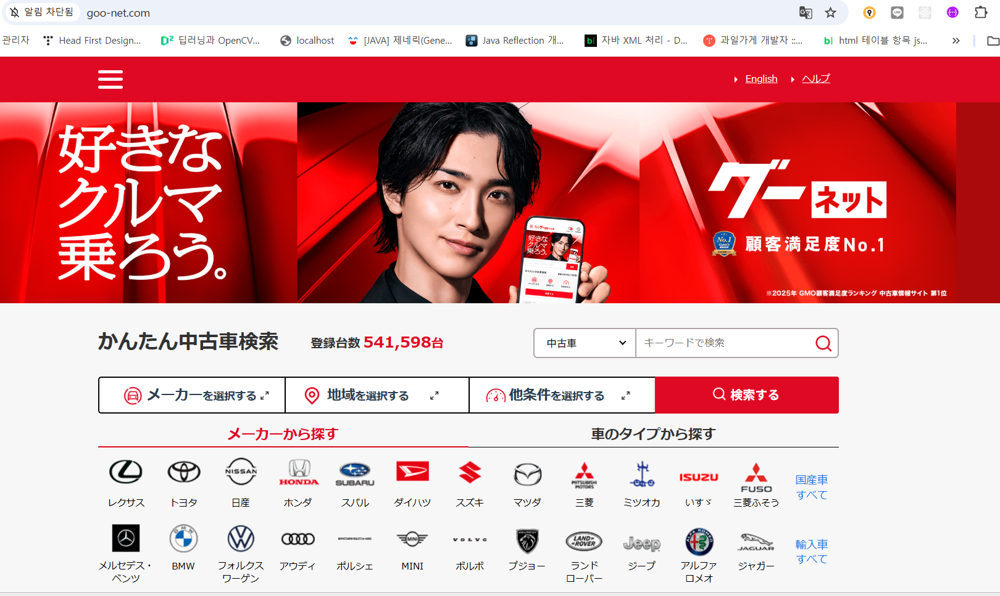 알림 차단됨
goo-net.com
관리자
Head First Design...
딥러닝과 OpenCV...
localhost
[JAVA] 제네릭(Gene...
Java Reflection 개...
자바 XML 처리 - D...
과일가게 개발자 ::...
html 테이블 항목 js...
English
ヘルプ
好きな
クルマ
乗ろう。
グーネット
No.1
GMO
顧客満足度No.1
※2025年 GMO顧客満足度ランキング 中古車情報サイト 第1位
好きな
クルマ
乗ろう。
かんたん中古車検索
かんたん中古車検索
登録台数 541,598台
中古車
キーワードで検索
メーカーを選択する
地域を選択する
他条件を選択する
検索する
メーカーから探す
車のタイプから探す
NISSAN
HONDA
SUBARU
MITSUBISHI
MOTORS
ISUZU
FUSO
レクサス
トヨタ
日産
ホンダ
スバル
ダイハツ
スズキ
マツダ
三菱
ミツオカ
いすゞ
三菱ふそう
国産車
すべて
BMW
PORSCHE
MINI
VOLVO
PEUGEOT
LAND-
ROVER
Jeep
ALFA ROMEO
JAGUAR
メルセデス・
ベンツ
BMW
フォルクス
ワーゲン
アウディ
ポルシェ
MINI
ボルボ
プジョー
ランド
ローバー
ジープ
アルファ
ロメオ
ジャガー
輸入車
すべて